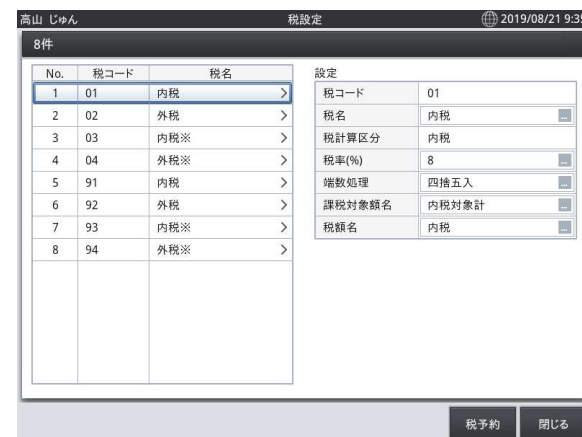 高山 じゅん 税設定 2019/08/21 9:35
8件
No. 税コード 税名
1 01 内税 >
2 02 外税 >
3 03 内税※ >
4 04 外税※ >
5 91 内税 >
6 92 外税 >
7 93 内税※ >
8 94 外税※ >
設定
税コード 01
税名 内税 ...
税計算区分 内税
税率(%) 8 ...
端数処理 四捨五入 ...
課税対象額名 内税対象計 ...
税額名 内税 ...
税予約 閉じる